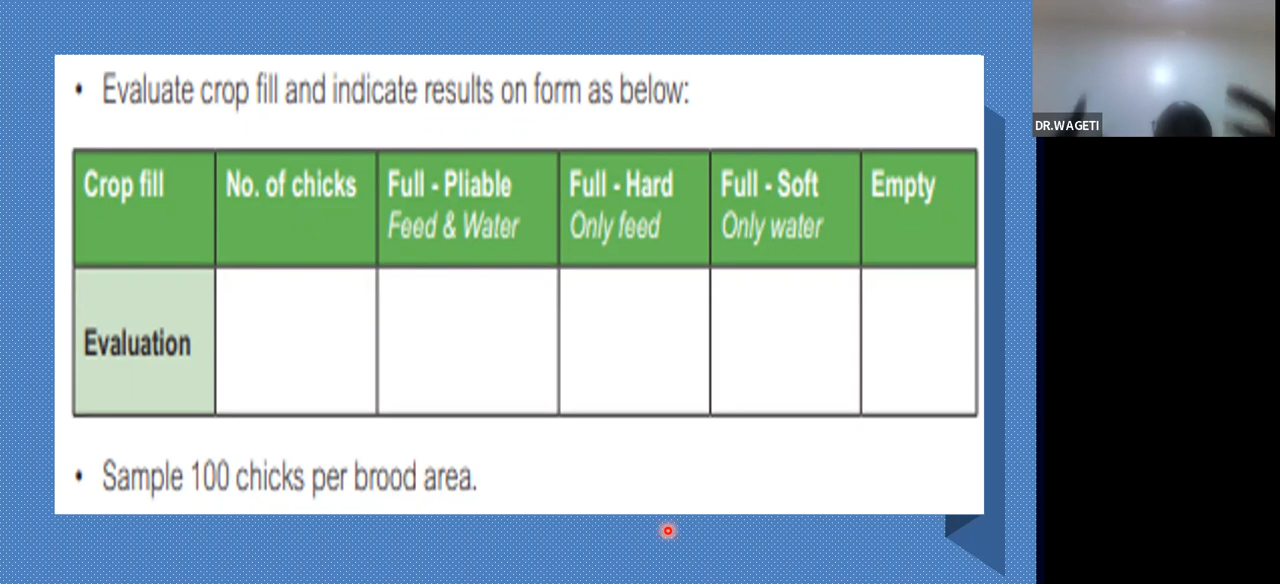 • Evaluate crop fill and indicate results on form as below:
Crop fill No. of chicks Full - Pliable Full - Hard Full - Soft Empty
Feed & Water Only feed Only water
Evaluation
• Sample 100 chicks per brood area.
DR.WAGETI